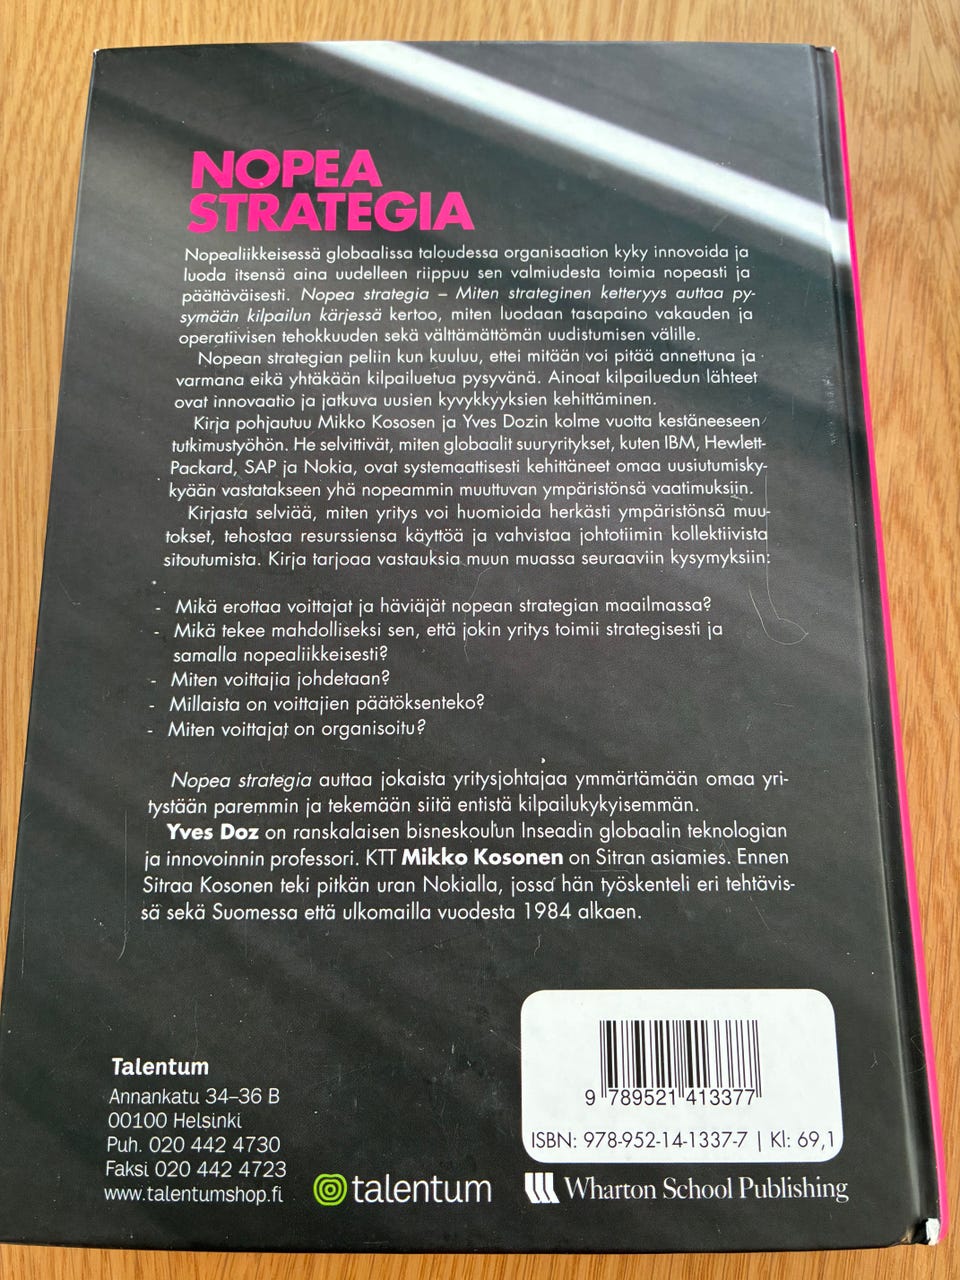 NOPEA
STRATEGIA
Nopealiikkeisessä globaalissa taloudessa organisaation kyky innovoida ja
luoda itsensä aina uudelleen riippuu sen valmiudesta toimia nopeasti ja
päättäväisesti. Nopea strategia – Miten strateginen ketteryys auttaa py-
symään kilpailun kärjessä kertoo, miten luodaan tasapaino vakauden ja
operatiivisen tehokkuuden sekä välttämättömän uudistumisen välille.
Nopean strategian peliin kun kuuluu, ettei mitään voi pitää annettuna ja
varmana eikä yhtäkään kilpailuetua pysyvänä. Ainoat kilpailuedun lähteet
ovat innovaatio ja jatkuva uusien kyvykkyyksien kehittäminen.
Kirja pohjautuu Mikko Kososen ja Yves Dozin kolme vuotta kestäneeseen
tutkimustyöhön. He selvittivät, miten globaalit suuryritykset, kuten IBM, Hewlett-
Packard, SAP ja Nokia, ovat systemaattisesti kehittäneet omaa uusiutumisky-
kyään vastatakseen yhä nopeammin muuttuvan ympäristönsä vaatimuksiin.
Kirjasta selviää, miten yritys voi huomioida herkästi ympäristönsä muu-
tokset, tehostaa resurssiensa käyttöä ja vahvistaa johtotiimin kollektiivista
sitoutumista. Kirja tarjoaa vastauksia muun muassa seuraaviin kysymyksiin:
- Mikä erottaa voittajat ja häviäjät nopean strategian maailmassa?
- Mikä tekee mahdolliseksi sen, että jokin yritys toimii strategisesti ja
samalla nopealiikkeisesti?
- Miten voittajia johdetaan?
- Millaista on voittajien päätöksenteko?
- Miten voittajat on organisoitu?
Nopea strategia auttaa jokaista yritysjohtajaa ymmärtämään omaa yri-
tystään paremmin ja tekemään siitä entistä kilpailukykyisemmän.
Yves Doz on ranskalaisen bisneskoulun Inseadin globaalin teknologian
ja innovoinnin professori. KTT Mikko Kosonen on Sitran asiamies. Ennen
Sitraa Kosonen teki pitkän uran Nokialla, jossa hän työskenteli eri tehtävis-
sä sekä Suomessa että ulkomailla vuodesta 1984 alkaen.
Talentum
Annankatu 34–36 B
00100 Helsinki
Puh. 020 442 4730
Faksi 020 442 4723
www.talentumshop.fi
talentum
9 789521 413377
ISBN: 978-952-14-1337-7 | Kl: 69,1
Wharton School Publishing